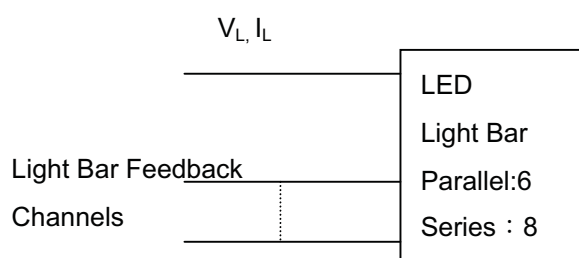 VL, IL
LED
Light Bar
Light Bar Feedback
Parallel:6
Channels
Series：8